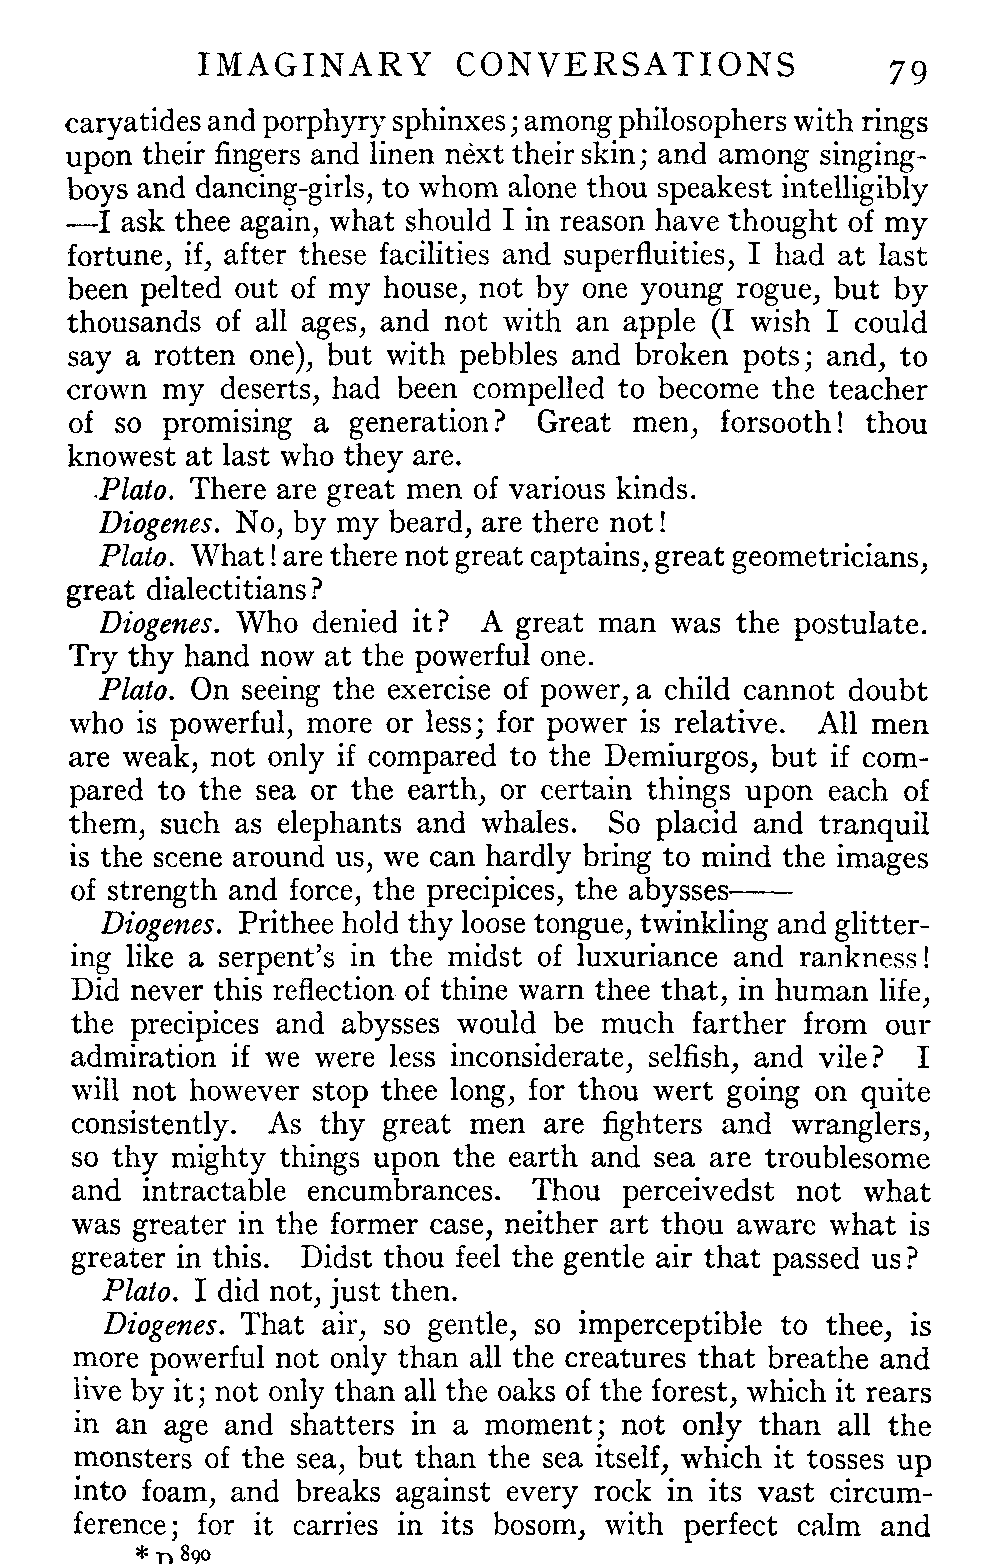 IMAGINARY CONVERSATIONS 79
caryatides and porphyry sphinxes; among philosophers with rings
upon their fingers and linen next their skin; and among singing-
boys and dancing-girls, to whom alone thou speakest intelligibly
—I ask thee again, what should I in reason have thought of my
fortune, if, after these facilities and superfluities, I had at last
been pelted out of my house, not by one young rogue, but by
thousands of all ages, and not with an apple (I wish I could
say a rotten one), but with pebbles and broken pots; and, to
crown my deserts, had been compelled to become the teacher
of so promising a generation? Great men, forsooth! thou
knowest at last who they are.
Plato. There are great men of various kinds.
Diogenes. No, by my beard, are there not!
Plato. What! are there not great captains, great geometricians,
great dialectitians?
Diogenes. Who denied it? A great man was the postulate.
Try thy hand now at the powerful one.
Plato. On seeing the exercise of power, a child cannot doubt
who is powerful, more or less; for power is relative. All men
are weak, not only if compared to the Demiurgos, but if com-
pared to the sea or the earth, or certain things upon each of
them, such as elephants and whales. So placid and tranquil
is the scene around us, we can hardly bring to mind the images
of strength and force, the precipices, the abysses——
Diogenes. Prithee hold thy loose tongue, twinkling and glitter-
ing like a serpent's in the midst of luxuriance and rankness!
Did never this reflection of thine warn thee that, in human life,
the precipices and abysses would be much farther from our
admiration if we were less inconsiderate, selfish, and vile? I
will not however stop thee long, for thou wert going on quite
consistently. As thy great men are fighters and wranglers,
so thy mighty things upon the earth and sea are troublesome
and intractable encumbrances. Thou perceivedst not what
was greater in the former case, neither art thou aware what is
greater in this. Didst thou feel the gentle air that passed us?
Plato. I did not, just then.
Diogenes. That air, so gentle, so imperceptible to thee, is
more powerful not only than all the creatures that breathe and
live by it; not only than all the oaks of the forest, which it rears
in an age and shatters in a moment; not only than all the
monsters of the sea, but than the sea itself, which it tosses up
into foam, and breaks against every rock in its vast circum-
ference; for it carries in its bosom, with perfect calm and
* D 890